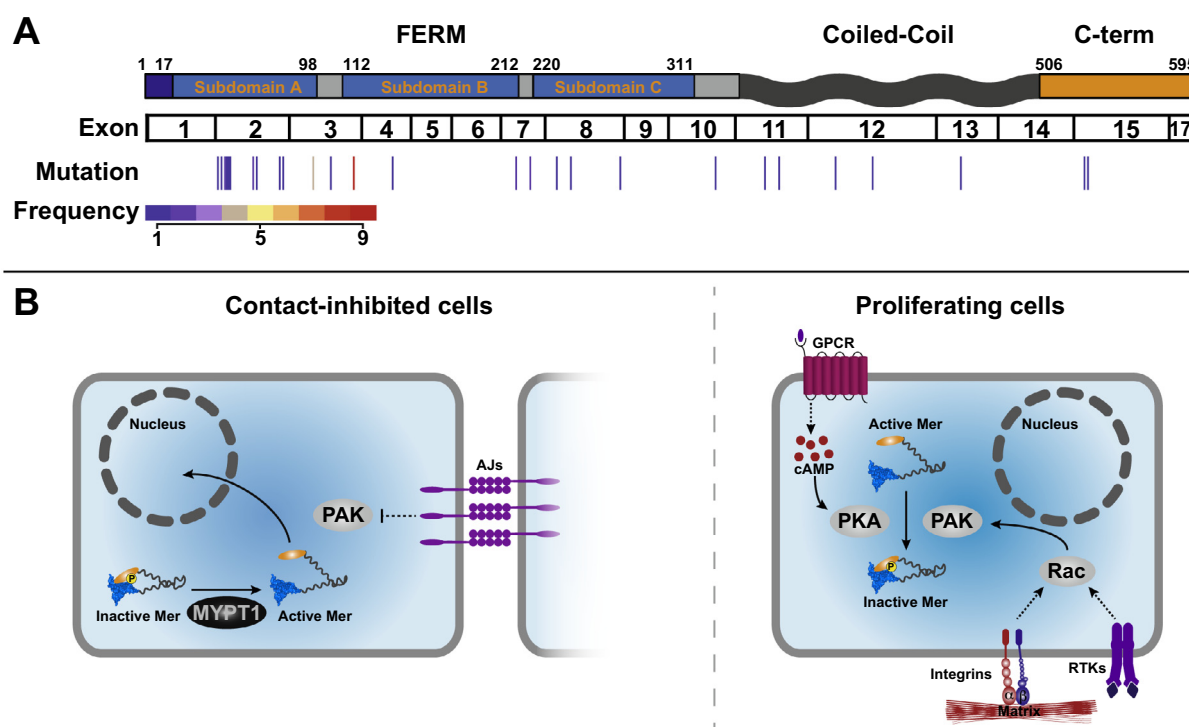 A
FERM
Coiled-Coil
C-term
1 17 98 112 212 220 311 506 595
Subdomain A Subdomain B Subdomain C
Exon 1 2 3 4 5 6 7 8 9 10 11 12 13 14 15 17
Mutation
Frequency
1 5 9
B
Contact-inhibited cells
Proliferating cells
Nucleus
AJs
PAK
P
Inactive Mer
MYPT1
Active Mer
GPCR
cAMP
Active Mer
Nucleus
PKA
PAK
P
Inactive Mer
Rac
Integrins
RTKs
α β
Matrix